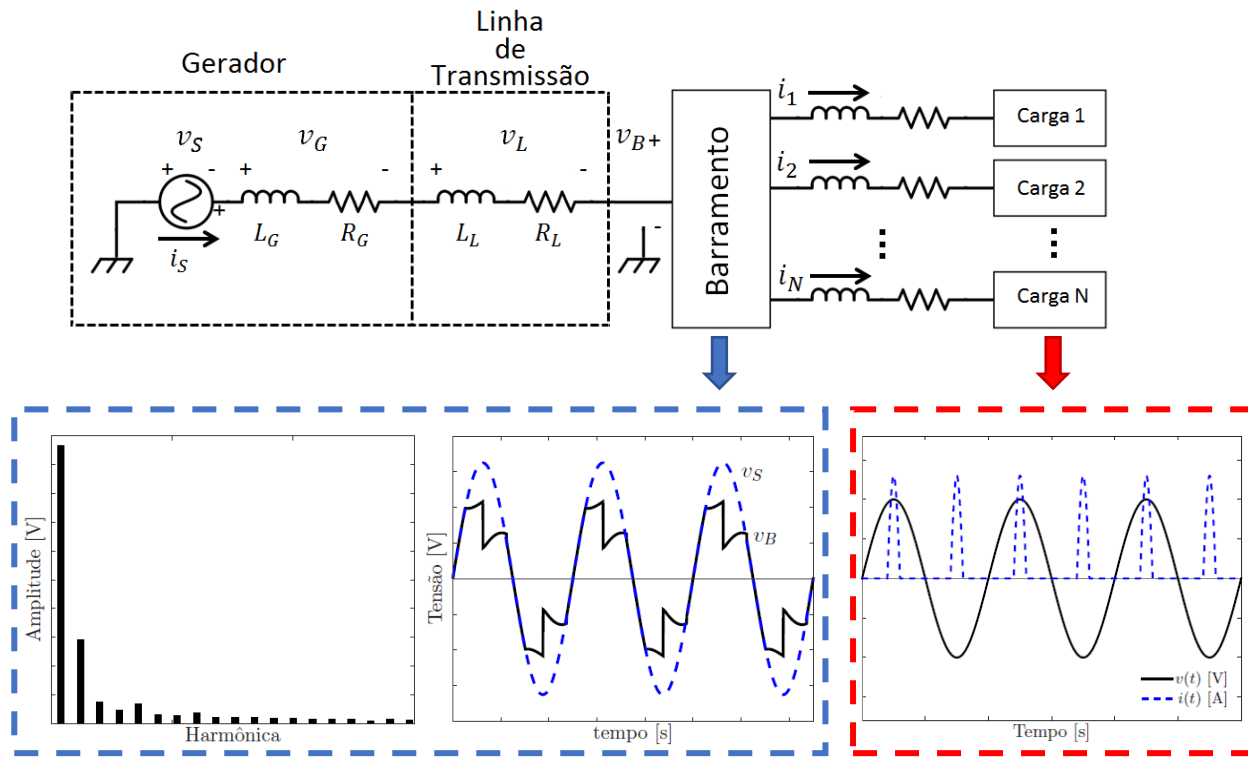 Linha
de
Transmissão
Gerador
v_S
v_G
v_L
v_B
+ -
+ -
+ -
+
+
-
L_G
R_G
L_L
R_L
i_S
Barramento
i_1
Carga 1
i_2
Carga 2
i_N
Carga N
Amplitude [V]
Harmônica
Tensão [V]
v_S
v_B
tempo [s]
v(t) [V]
i(t) [A]
Tempo [s]